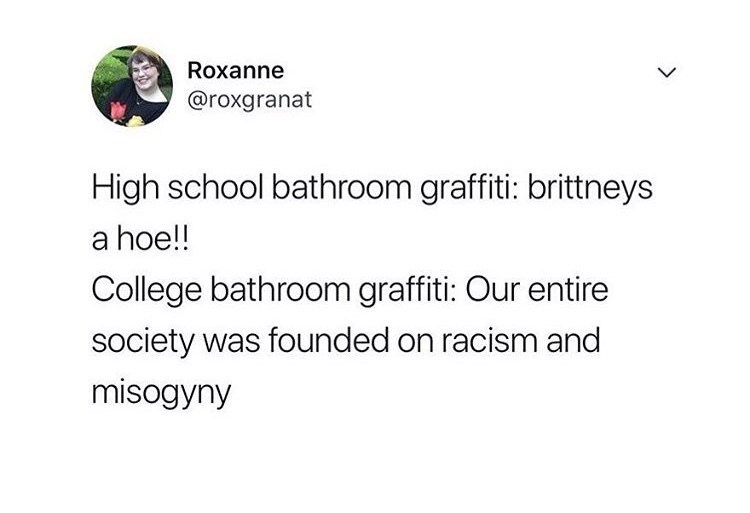 Roxanne
@roxgranat
High school bathroom graffiti: brittneys
a hoe!!
College bathroom graffiti: Our entire
society was founded on racism and
misogyny